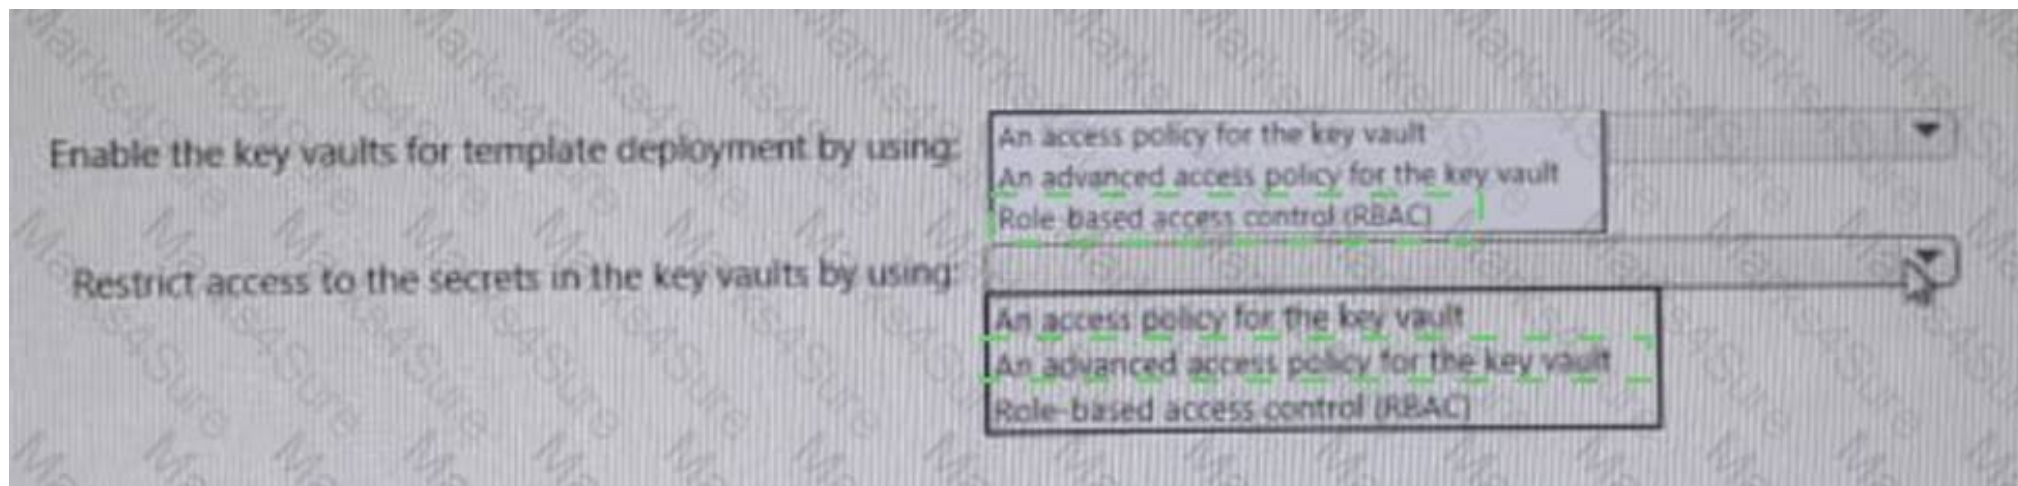 Enable the key vaults for template deployment by using:
An access policy for the key vault
An advanced access policy for the key vault
Role-based access control (RBAC)
Restrict access to the secrets in the key vaults by using:
An access policy for the key vault
An advanced access policy for the key vault
Role-based access control (RBAC)
Marks4Sure